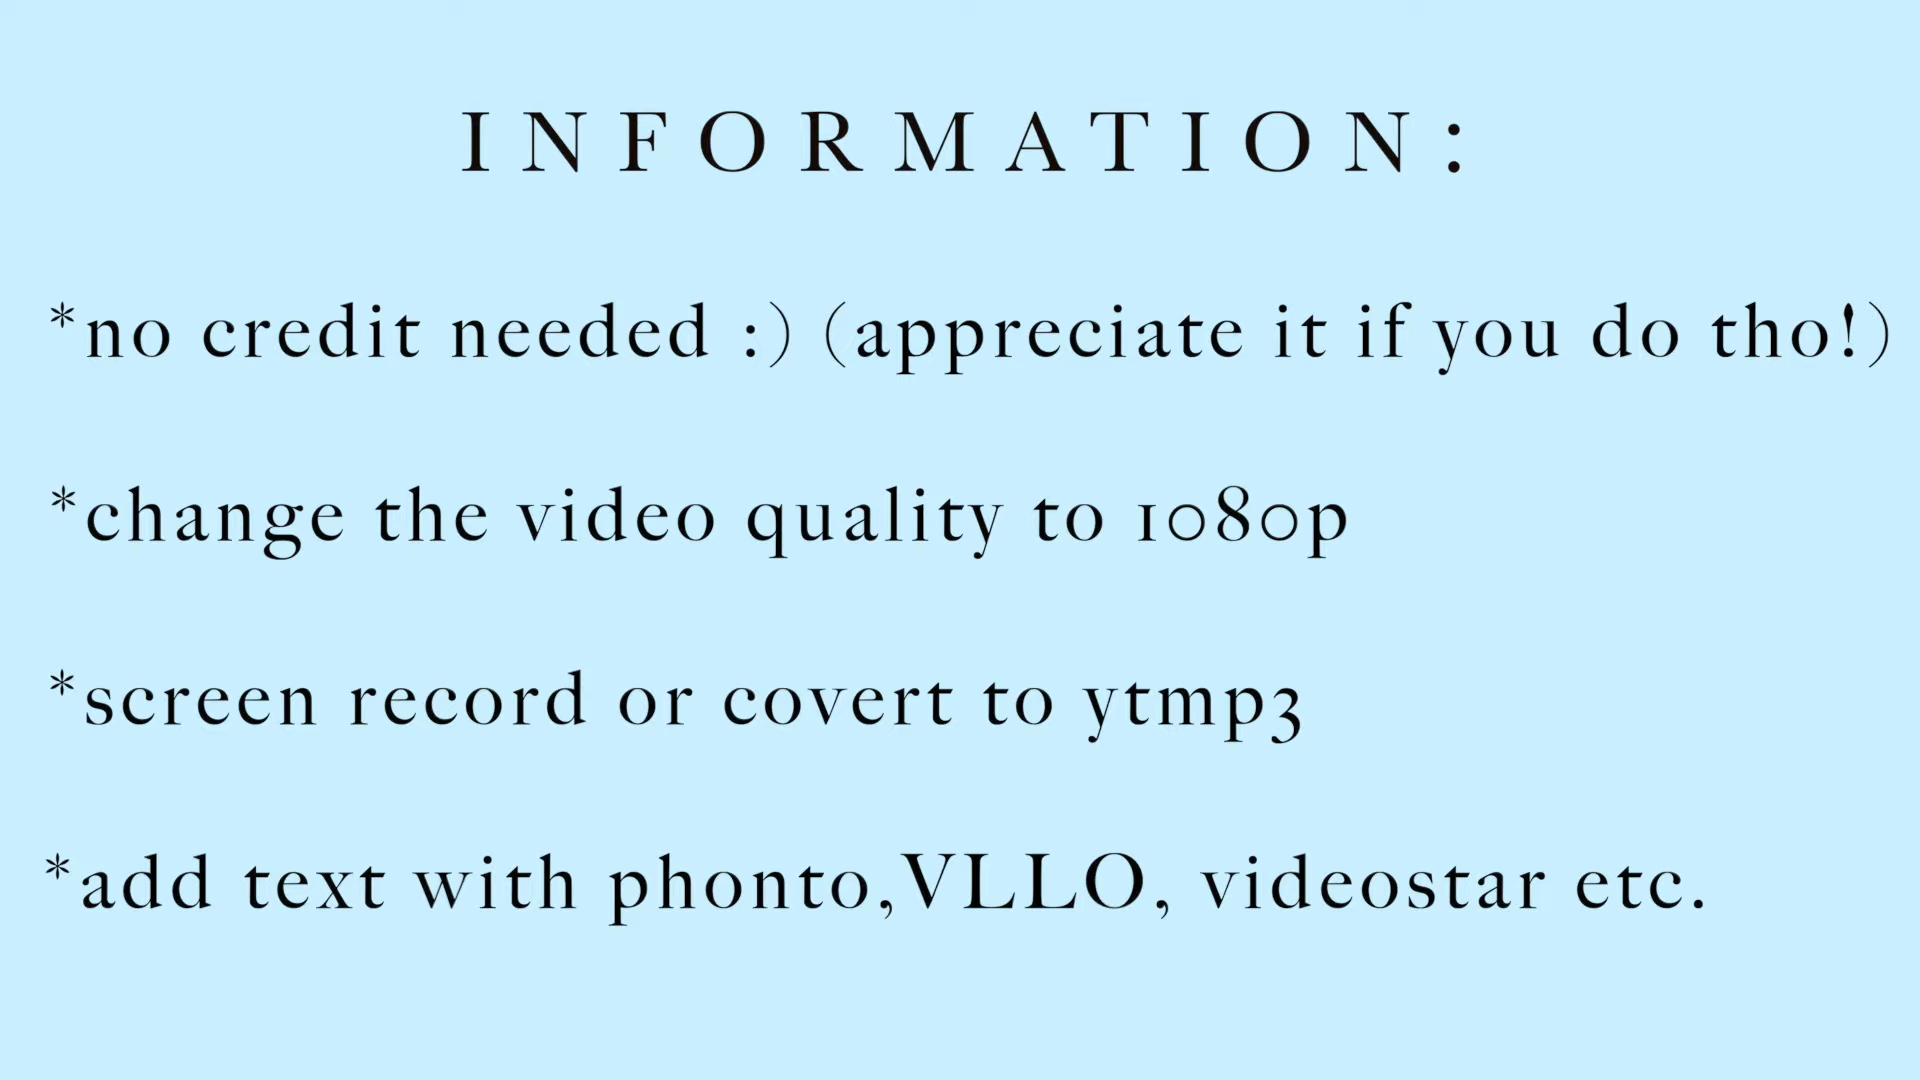 INFORMATION:
*no credit needed :) (appreciate it if you do tho!)
*change the video quality to 1080p
*screen record or covert to ytmp3
*add text with phonto,VLLO, videostar etc.